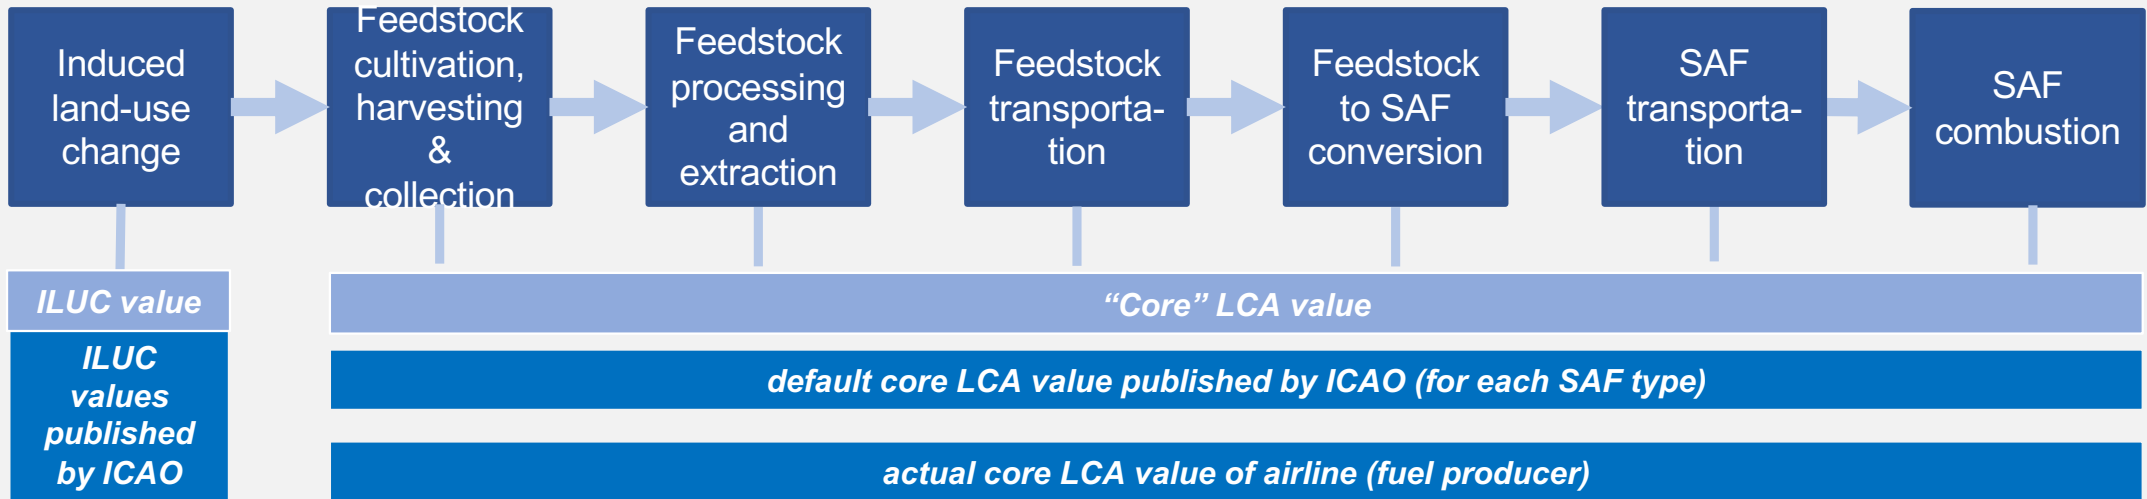 Induced
land-use
change
Feedstock
cultivation,
harvesting
&
collection
Feedstock
processing
and
extraction
Feedstock
transporta-
tion
Feedstock
to SAF
conversion
SAF
transporta-
tion
SAF
combustion
ILUC value
“Core” LCA value
ILUC
values
published
by ICAO
default core LCA value published by ICAO (for each SAF type)
actual core LCA value of airline (fuel producer)